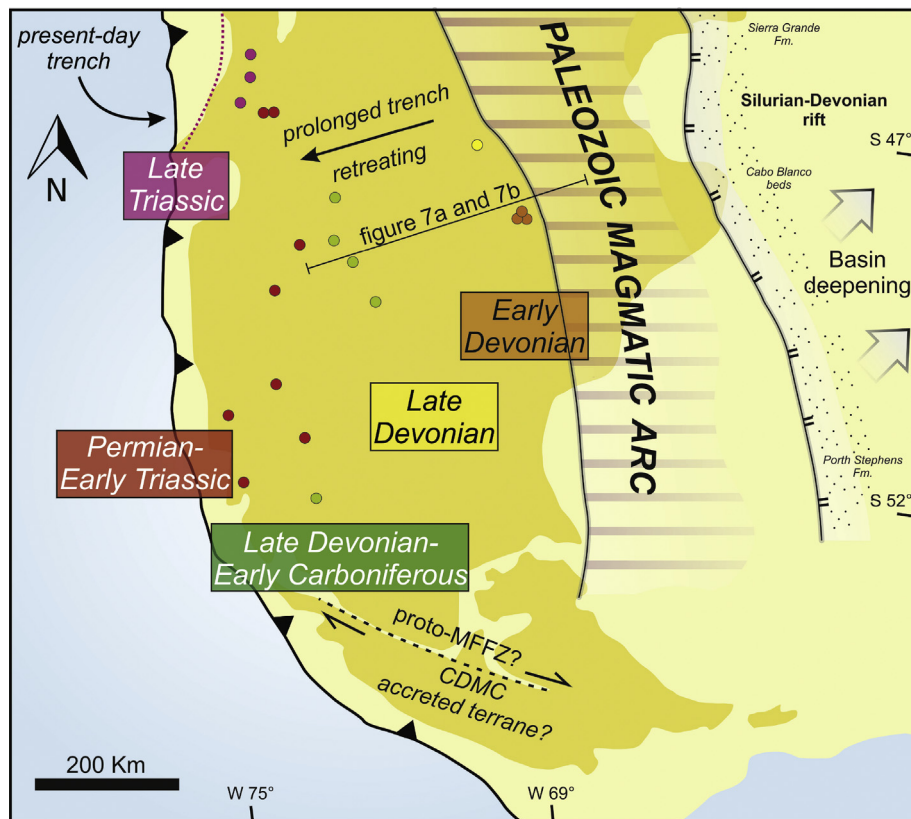 present-day
trench
N
Late
Triassic
prolonged trench
retreating
figure 7a and 7b
PALEOZOIC MAGMATIC ARC
Sierra Grande
Fm.
Silurian-Devonian
rift
S 47°
Cabo Blanco
beds
Basin
deepening
Early
Devonian
Late
Devonian
Permian-
Early Triassic
Porth Stephens
Fm.
S 52°
Late Devonian-
Early Carboniferous
proto-MFFZ?
CDMC
accreted terrane?
200 Km
W 75°
W 69°